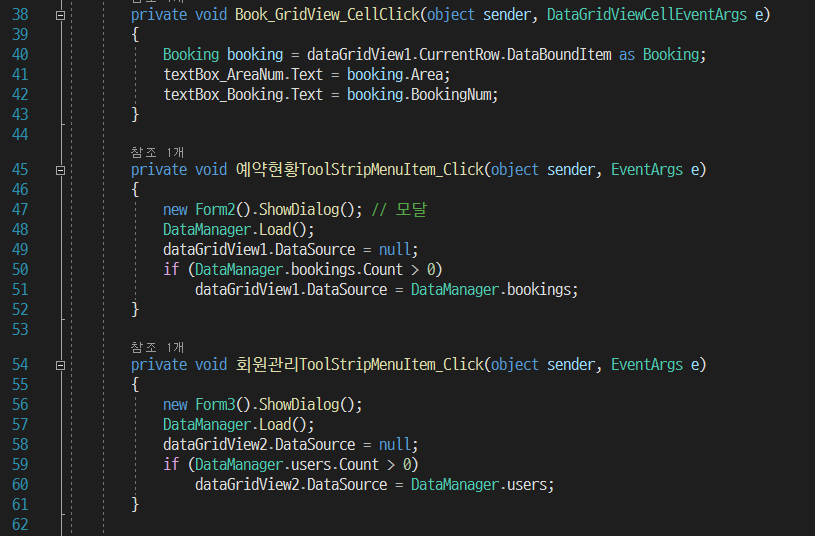 38 private void Book_GridView_CellClick(object sender, DataGridViewCellEventArgs e)
39 {
40 Booking booking = dataGridView1.CurrentRow.DataBoundItem as Booking;
41 textBox_AreaNum.Text = booking.Area;
42 textBox_Booking.Text = booking.BookingNum;
43 }
44
참조 1개
45 private void 예약현황ToolStripMenuItem_Click(object sender, EventArgs e)
46 {
47 new Form2().ShowDialog(); // 모달
48 DataManager.Load();
49 dataGridView1.DataSource = null;
50 if (DataManager.bookings.Count > 0)
51 dataGridView1.DataSource = DataManager.bookings;
52 }
53
참조 1개
54 private void 회원관리ToolStripMenuItem_Click(object sender, EventArgs e)
55 {
56 new Form3().ShowDialog();
57 DataManager.Load();
58 dataGridView2.DataSource = null;
59 if (DataManager.users.Count > 0)
60 dataGridView2.DataSource = DataManager.users;
61 }
62